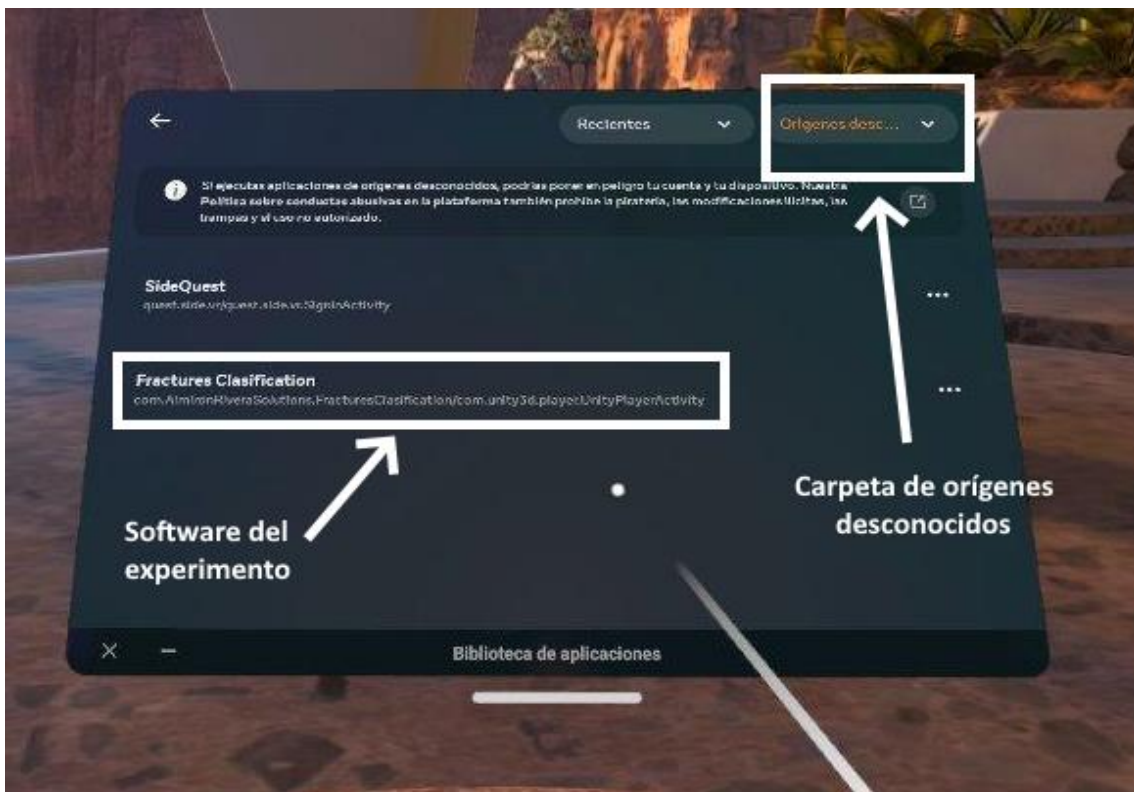 Recientes
Orígenes desc...
Si ejecutas aplicaciones de orígenes desconocidos, podrías poner en peligro tu cuenta y tu dispositivo. Nuestra
Política sobre conductas abusivas en la plataforma también prohíbe la piratería, las modificaciones ilícitas, las
trampas y el uso no autorizado.
SideQuest
quest.side.vr/quest.side.vr.SignInActivity
Fractures Clasification
com.AlmironRiveraSolutions.FracturesClasification/com.unity3d.player.UnityPlayerActivity
Software del
experimento
Carpeta de orígenes
desconocidos
Biblioteca de aplicaciones